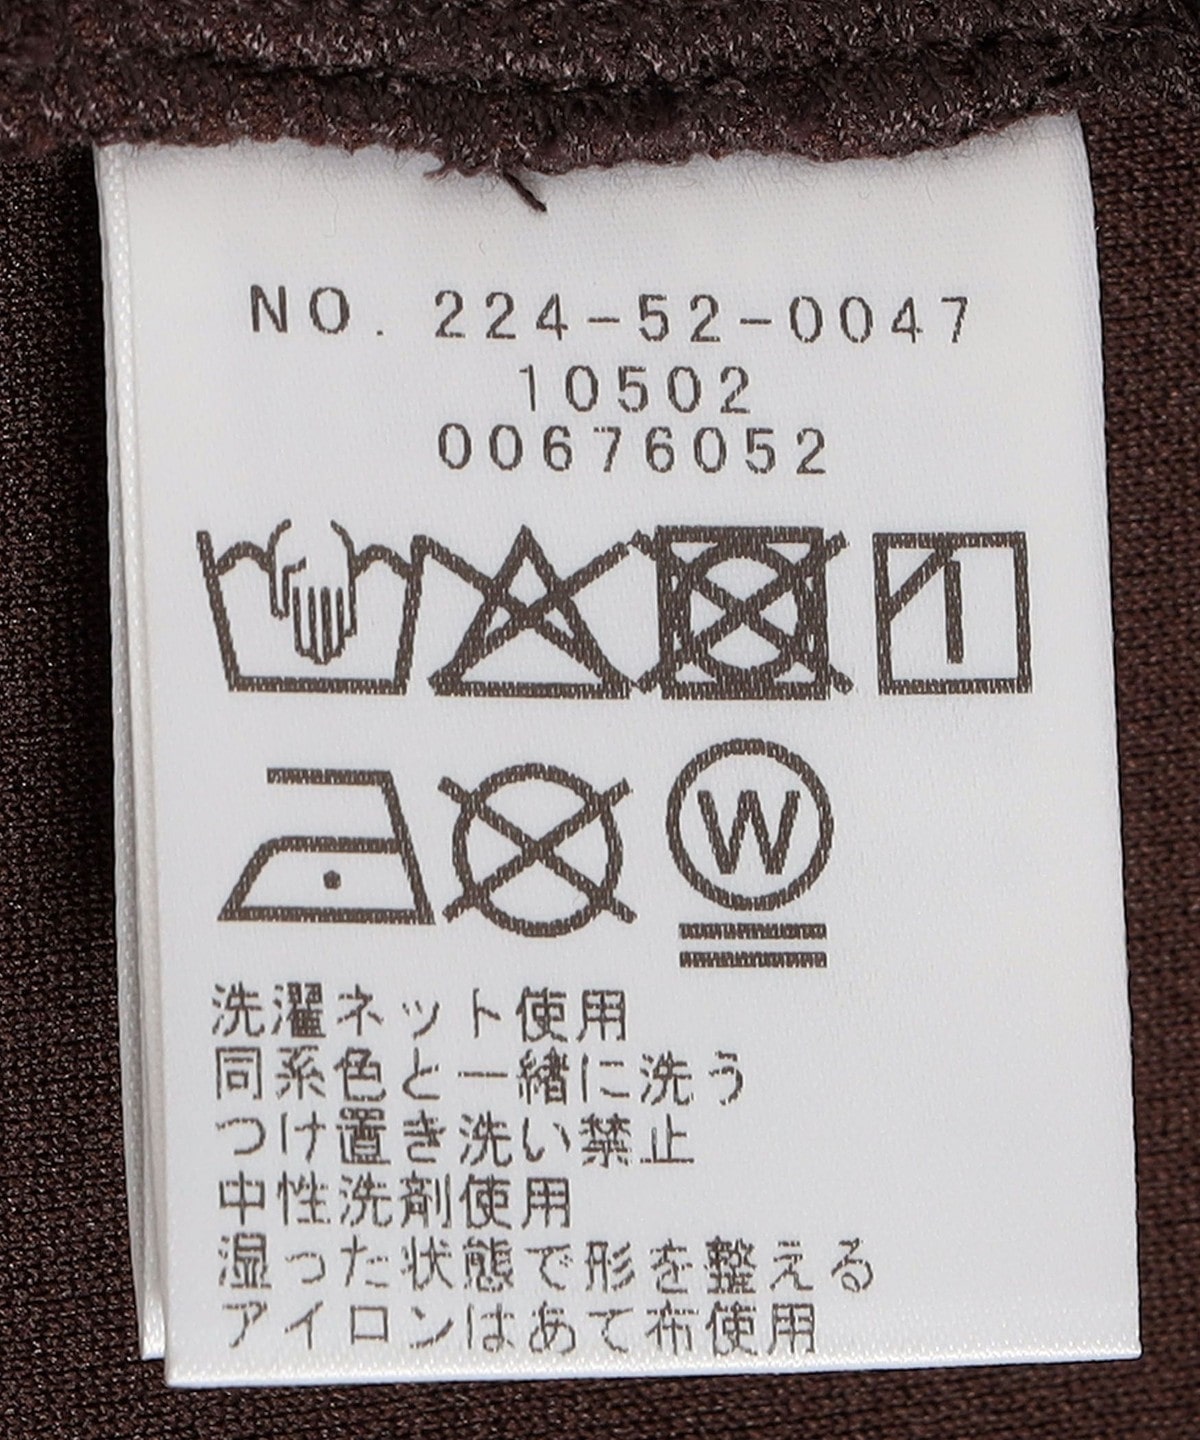 NO. 224-52-0047
10502
00676052
W
洗濯ネット使用
同系色と一緒に洗う
つけ置き洗い禁止
中性洗剤使用
湿った状態で形を整える
アイロンはあて布使用